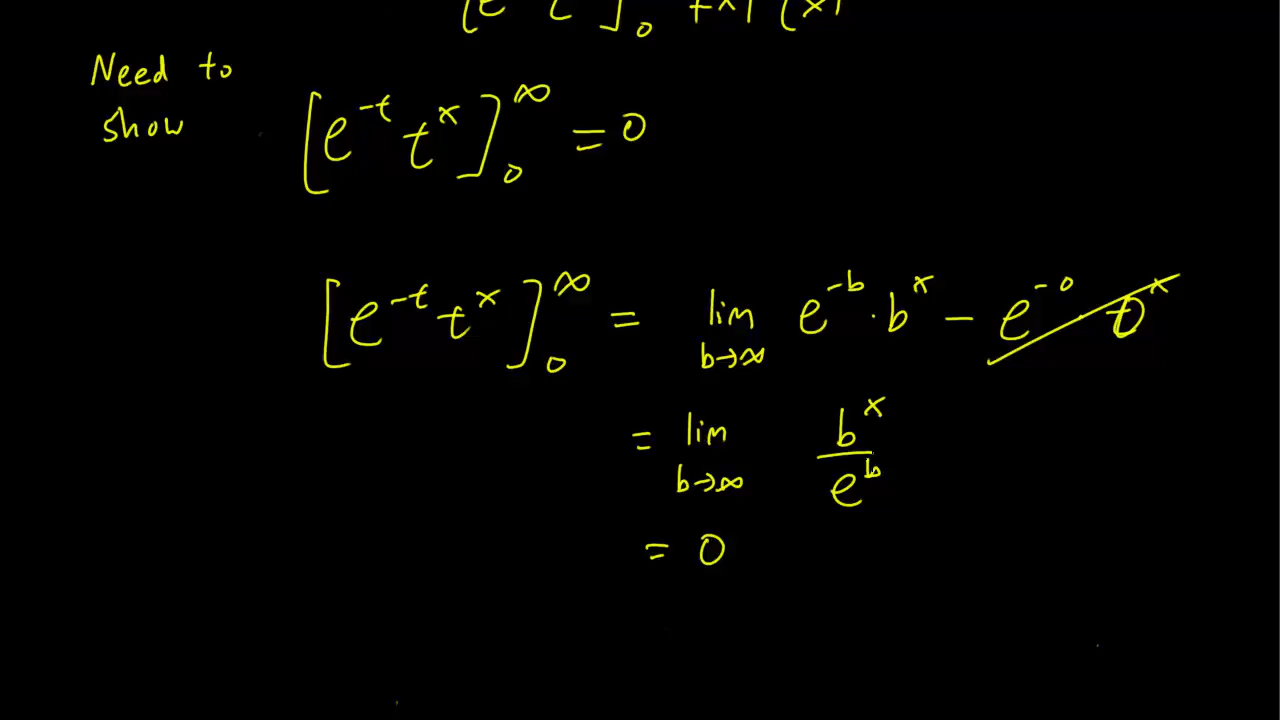 Need to
show [e^{-t} t^x]_0^∞ = 0
[e^{-t} t^x]_0^∞ = lim_{b→∞} e^{-b} · b^x - e^{-0} · 0^x
= lim_{b→∞} b^x / e^b
= 0